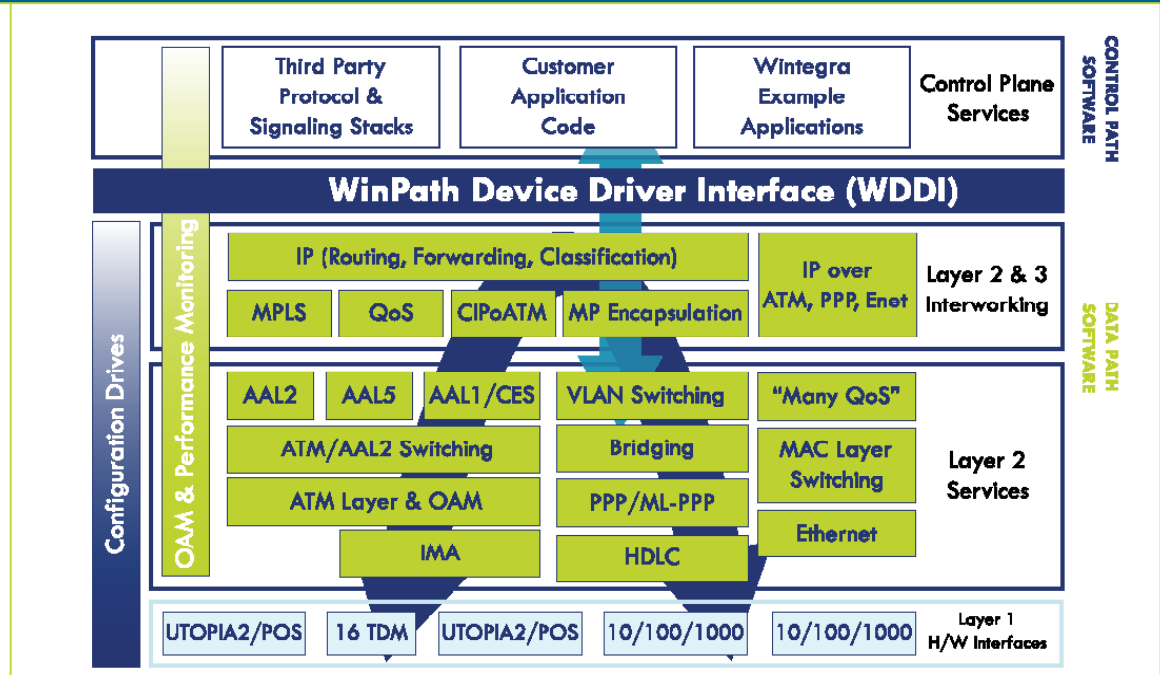 Third Party
Protocol &
Signaling Stacks
Customer
Application
Code
Wintegra
Example
Applications
Control Plane
Services
CONTROL PATH
SOFTWARE
WinPath Device Driver Interface (WDDI)
OAM & Performance Monitoring
Configuration Drives
IP (Routing, Forwarding, Classification)
MPLS
QoS
CIPoATM
MP Encapsulation
IP over
ATM, PPP, Enet
Layer 2 & 3
Interworking
DATA PATH
SOFTWARE
AAL2
AAL5
AAL1/CES
VLAN Switching
"Many QoS"
ATM/AAL2 Switching
Bridging
MAC Layer
Switching
Layer 2
Services
ATM Layer & OAM
PPP/ML-PPP
Ethernet
IMA
HDLC
UTOPIA2/POS
16 TDM
UTOPIA2/POS
10/100/1000
10/100/1000
Layer 1
H/W Interfaces